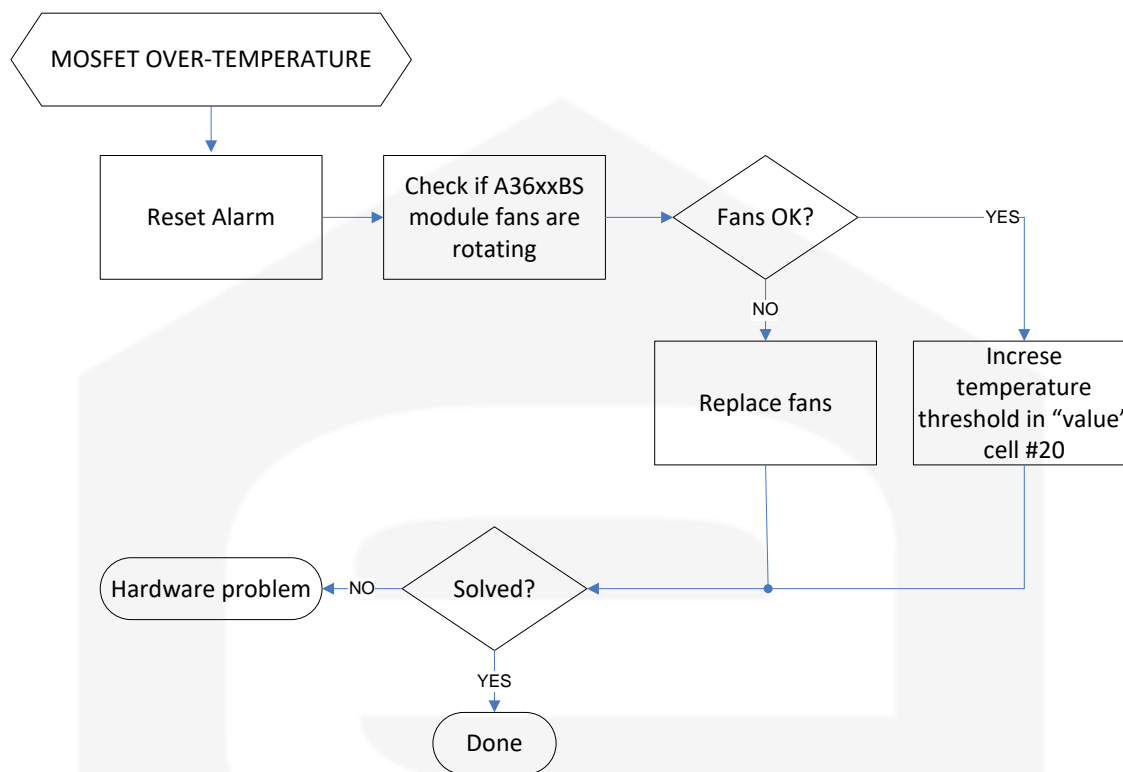 MOSFET OVER-TEMPERATURE
Reset Alarm
Check if A36xxBS
module fans are
rotating
Fans OK?
YES
NO
Replace fans
Increse
temperature
threshold in “value”
cell #20
Solved?
NO
Hardware problem
YES
Done